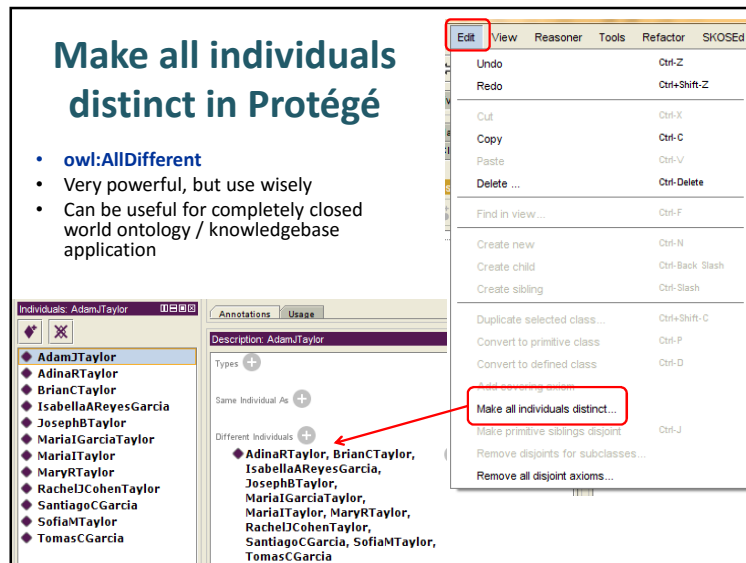 Make all individuals
distinct in Protégé
• owl:AllDifferent
• Very powerful, but use wisely
• Can be useful for completely closed
world ontology / knowledgebase
application
Edit View Reasoner Tools Refactor SKOSEd
Undo Ctrl-Z
Redo Ctrl+Shift-Z
Cut Ctrl-X
Copy Ctrl-C
Paste Ctrl-V
Delete ... Ctrl-Delete
Find in view... Ctrl-F
Create new Ctrl-N
Create child Ctrl-Back Slash
Create sibling Ctrl-Slash
Duplicate selected class... Ctrl+Shift-C
Convert to primitive class Ctrl-P
Convert to defined class Ctrl-D
Add covering axiom
Make all individuals distinct...
Make primitive siblings disjoint Ctrl-J
Remove disjoints for subclasses...
Remove all disjoint axioms...
Individuals: AdamJTaylor
AdamJTaylor
AdinaRTaylor
BrianCTaylor
IsabellaAReyesGarcia
JosephBTaylor
MariaIGarciaTaylor
MariaITaylor
MaryRTaylor
RachelJCohenTaylor
SantiagoCGarcia
SofiaMTaylor
TomasCGarcia
Annotations Usage
Description: AdamJTaylor
Types
Same Individual As
Different Individuals
AdinaRTaylor, BrianCTaylor,
IsabellaAReyesGarcia,
JosephBTaylor,
MariaIGarciaTaylor,
MariaITaylor, MaryRTaylor,
RachelJCohenTaylor,
SantiagoCGarcia, SofiaMTaylor,
TomasCGarcia